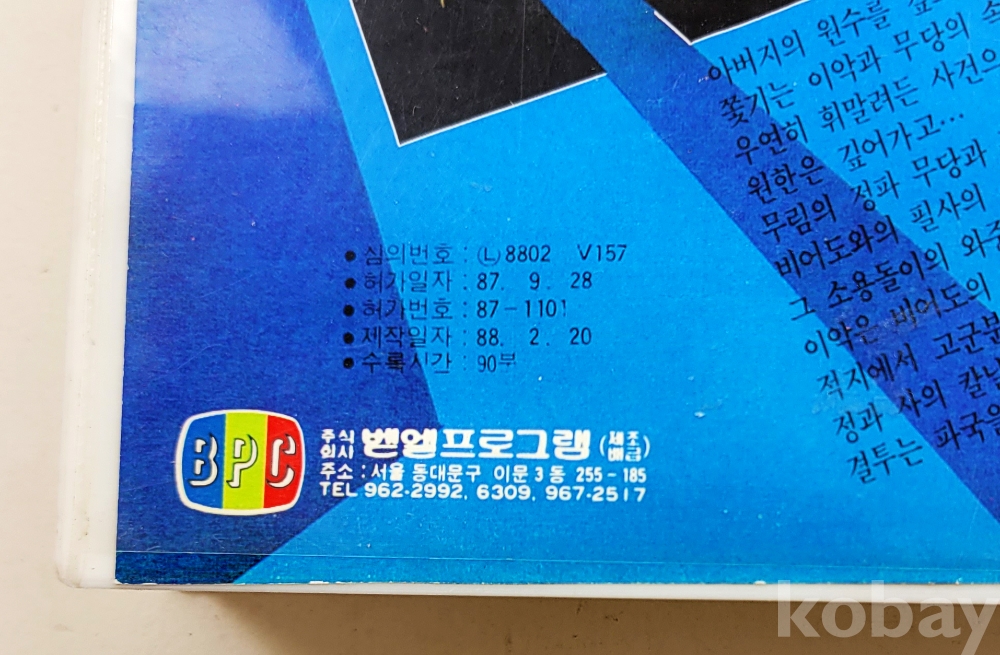 아버지의 원수를
쫓기는 이악과 무당의
우연히 휘말려든 사건으
원한은 깊어가고…
무림의 정파 무당과
비어도와의 필사의
그 소용돌이의 와중
이악은 비어도의
적지에서 고군분
정과 사의 칼날
결투는 파국을
● 심의번호 : Ⓛ8802 V157
● 허가일자 : 87. 9. 28
● 허가번호 : 87-1101
● 제작일자 : 88. 2. 20
● 수록시간 : 90부
BPC
주식회사 벧엘프로그램 (제조 배급)
주소 : 서울 동대문구 이문 3 동 255-185
TEL 962-2992, 6309, 967-2517
kobay